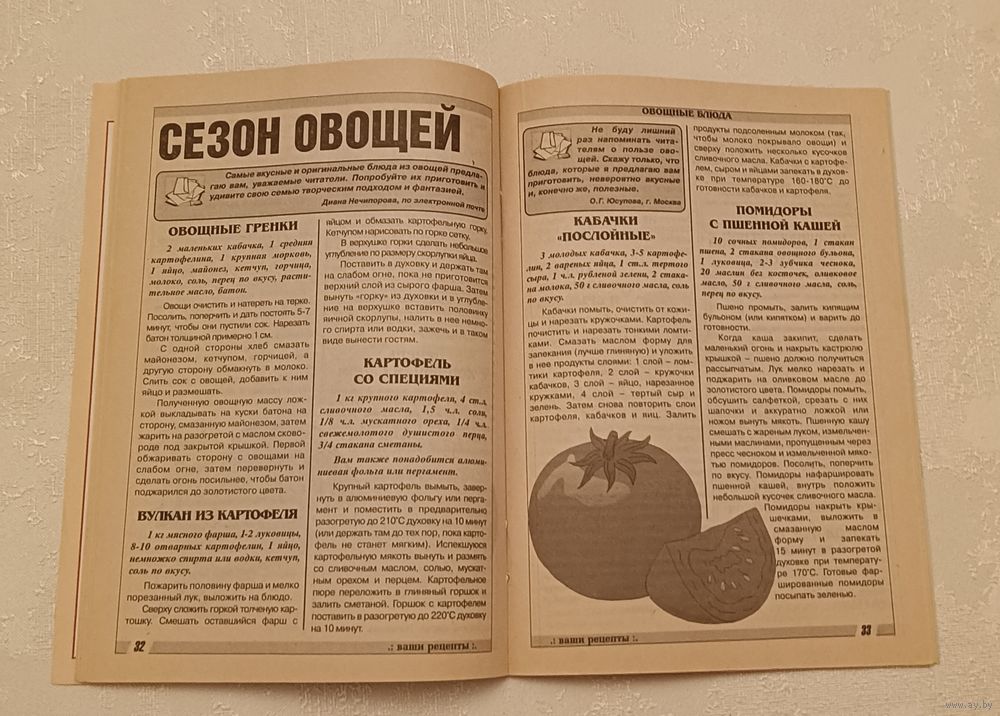 СЕЗОН ОВОЩЕЙ
Самые вкусные и оригинальные блюда из овощей предла-
гаю вам, уважаемые читатели. Попробуйте их приготовить и
удивите свою семью творческим подходом и фантазией.
Диана Нечипорова, по электронной почте
ОВОЩНЫЕ ГРЕНКИ
2 маленьких кабачка, 1 средняя
картофелина, 1 крупная морковь,
1 яйцо, майонез, кетчуп, горчица,
молоко, соль, перец по вкусу, расти-
тельное масло, батон.
Овощи очистить и натереть на терке.
Посолить, поперчить и дать постоять 5-7
минут, чтобы они пустили сок. Нарезать
батон толщиной примерно 1 см.
С одной стороны хлеб смазать
майонезом, кетчупом, горчицей, а
другую сторону обмакнуть в молоко.
Слить сок с овощей, добавить к ним
яйцо и размешать.
Полученную овощную массу лож-
кой выкладывать на куски батона на
сторону, смазанную майонезом, затем
жарить на разогретой с маслом сково-
роде под закрытой крышкой. Первой
обжаривать сторону с овощами на
слабом огне, затем перевернуть и
сделать огонь посильнее, чтобы батон
поджарился до золотистого цвета.
ВУЛКАН ИЗ КАРТОФЕЛЯ
1 кг мясного фарша, 1-2 луковицы,
8-10 отварных картофелин, 1 яйцо,
немножко спирта или водки, кетчуп,
соль по вкусу.
Пожарить половину фарша и мелко
порезанный лук, выложить на блюдо.
Сверху сложить горкой толченую кар-
тошку. Смешать оставшийся фарш с
яйцом и обмазать картофельную горку.
Кетчупом нарисовать по горке сетку.
В верхушке горки сделать небольшое
углубление по размеру скорлупки яйца.
Поставить в духовку и держать там
на слабом огне, пока не приготовится
верхний слой из сырого фарша. Затем
вынуть «горку» из духовки и в углубле-
ние на верхушке вставить половинку
яичной скорлупы, налить в нее немно-
го спирта или водки, зажечь и в таком
виде вынести гостям.
КАРТОФЕЛЬ
СО СПЕЦИЯМИ
1 кг крупного картофеля, 4 ст.л.
сливочного масла, 1,5 ч.л. соли,
1/8 ч.л. мускатного ореха, 1/4 ч.л.
свежемолотого душистого перца,
3/4 стакана сметаны.
Вам также понадобится алюми-
ниевая фольга или пергамент.
Крупный картофель вымыть, завер-
нуть в алюминиевую фольгу или перга-
мент и поместить в предварительно
разогретую до 210°С духовку на 10 минут
(или держать там до тех пор, пока карто-
фель не станет мягким). Испекшуюся
картофельную мякоть вынуть и размять
со сливочным маслом, солью, мускат-
ным орехом и перцем. Картофельное
пюре переложить в глиняный горшок и
залить сметаной. Горшок с картофелем
поставить в разогретую до 220°С духовку
на 10 минут.
32
.: ваши рецепты :.
ОВОЩНЫЕ БЛЮДА
Не буду лишний
раз напоминать чита-
телям о пользе ово-
щей. Скажу только, что
блюда, которые я предлагаю вам
приготовить, невероятно вкусные
и, конечно же, полезные.
О.Г. Юсупова, г. Москва
КАБАЧКИ
«ПОСЛОЙНЫЕ»
3 молодых кабачка, 3-5 картофе-
лин, 2 вареных яйца, 1 ст.л. тертого
сыра, 1 ч.л. рубленой зелени, 2 стака-
на молока, 50 г сливочного масла, соль
по вкусу.
Кабачки помыть, очистить от кожи-
цы и нарезать кружочками. Картофель
почистить и нарезать тонкими ломти-
ками. Смазать маслом форму для
запекания (лучше глиняную) и уложить
в нее продукты слоями: 1 слой – лом-
тики картофеля, 2 слой – кружочки
кабачков, 3 слой – яйцо, нарезанное
кружками, 4 слой – тертый сыр и
зелень. Затем снова повторить слои
картофеля, кабачков и яиц. Залить
продукты подсоленным молоком (так,
чтобы молоко покрывало овощи) и
сверху положить несколько кусочков
сливочного масла. Кабачки с картофе-
лем, сыром и яйцами запекать в духов-
ке при температуре 160-180°С до
готовности кабачков и картофеля.
ПОМИДОРЫ
С ПШЕННОЙ КАШЕЙ
10 сочных помидоров, 1 стакан
пшена, 2 стакана овощного бульона,
1 луковица, 2-3 зубчика чеснока,
20 маслин без косточек, оливковое
масло, 50 г сливочного масла, соль,
перец по вкусу.
Пшено промыть, залить кипящим
бульоном (или кипятком) и варить до
готовности.
Когда каша закипит, сделать
маленький огонь и накрыть кастрюлю
крышкой – пшено должно получиться
рассыпчатым. Лук мелко нарезать и
поджарить на оливковом масле до
золотистого цвета. Помидоры помыть,
обсушить салфеткой, срезать с них
шапочки и аккуратно ложкой или
ножом вынуть мякоть. Пшенную кашу
смешать с жареным луком, измельчен-
ными маслинами, пропущенным через
пресс чесноком и измельченной мяко-
тью помидоров. Посолить, поперчить
по вкусу. Помидоры нафаршировать
пшенной кашей, внутрь положить
небольшой кусочек сливочного масла.
Помидоры накрыть кры-
шечками, выложить в
смазанную маслом
форму и запекать
15 минут в разогретой
духовке при температу-
ре 170°С. Готовые фар-
шированные помидоры
посыпать зеленью.
.: ваши рецепты :.
33
www.ay.by